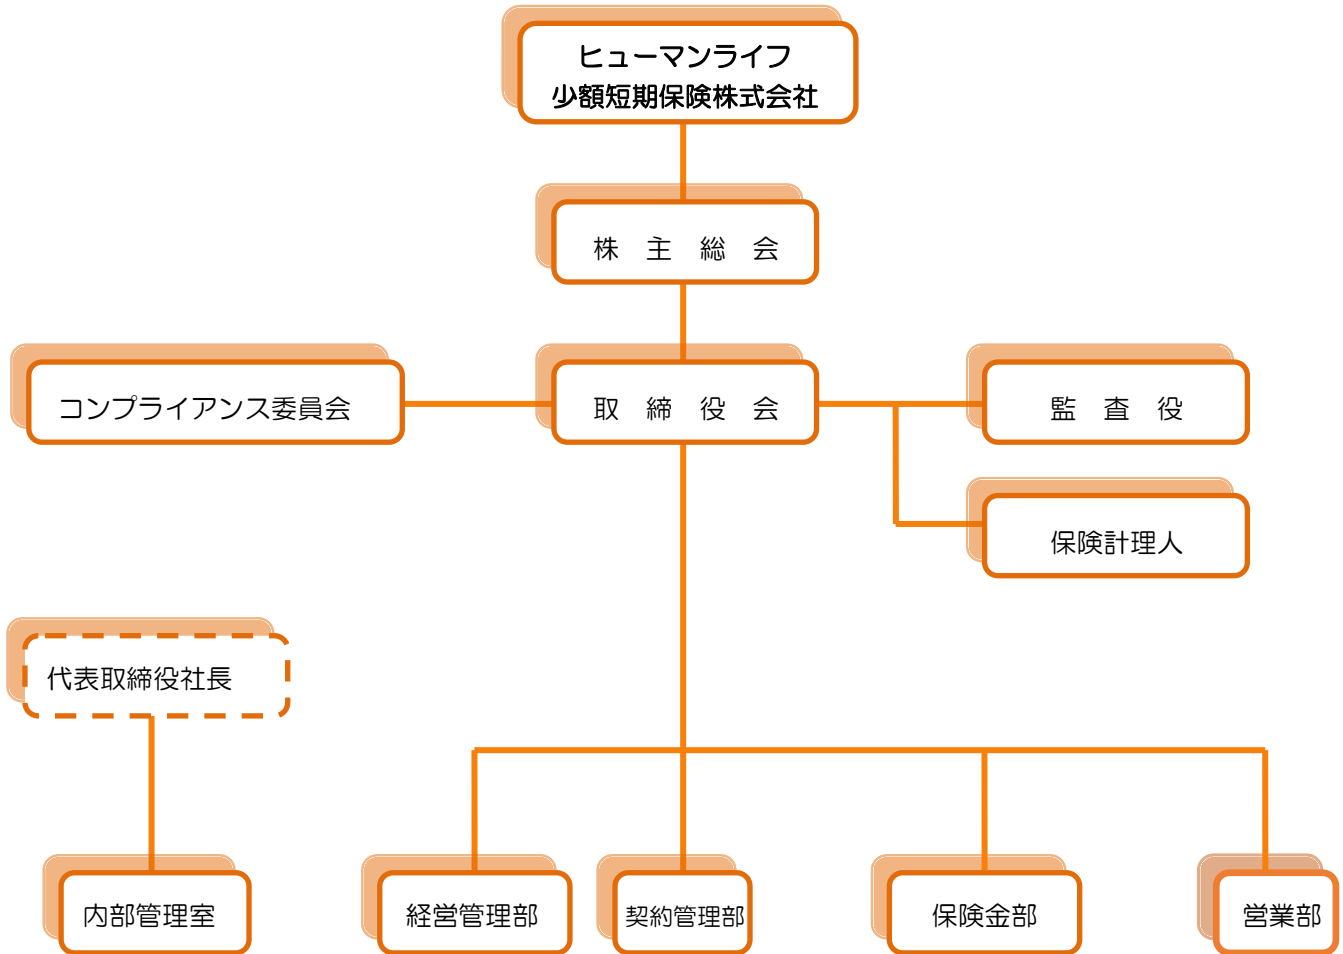 ヒューマンライフ
少額短期保険株式会社
株　主　総　会
コンプライアンス委員会
取　締　役　会
監　査　役
保険計理人
代表取締役社長
内部管理室
経営管理部
契約管理部
保険金部
営業部